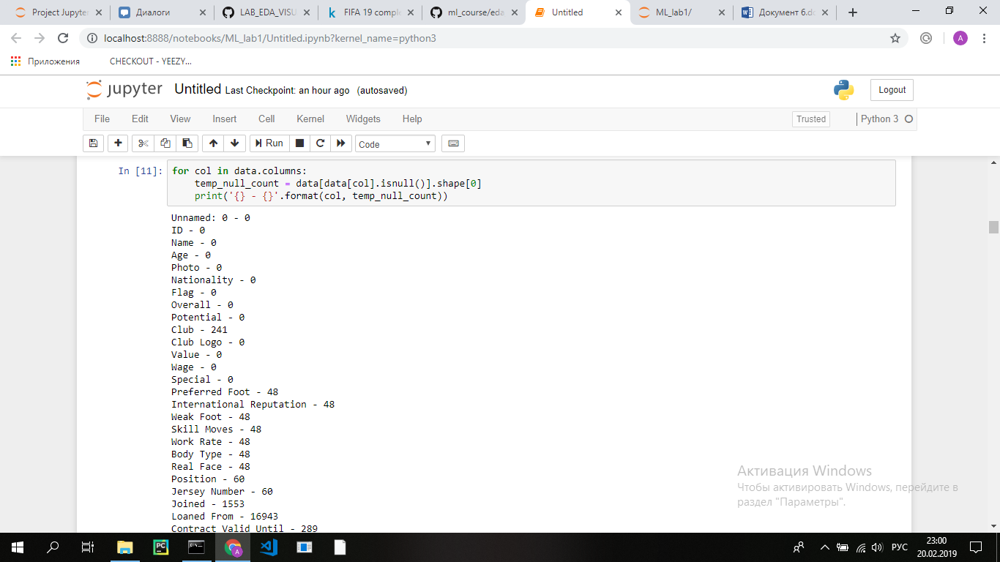 Project Jupyter
Диалоги
LAB_EDA_VISU
FIFA 19 comple
ml_course/eda
Untitled
ML_lab1/
Документ 6.do
localhost:8888/notebooks/ML_lab1/Untitled.ipynb?kernel_name=python3
A
Приложения
CHECKOUT - YEEZY...
jupyter Untitled Last Checkpoint: an hour ago (autosaved)
Logout
File Edit View Insert Cell Kernel Widgets Help
Trusted
Python 3
Run
Code
In [11]: for col in data.columns:
temp_null_count = data[data[col].isnull()].shape[0]
print('{} - {}'.format(col, temp_null_count))
Unnamed: 0 - 0
ID - 0
Name - 0
Age - 0
Photo - 0
Nationality - 0
Flag - 0
Overall - 0
Potential - 0
Club - 241
Club Logo - 0
Value - 0
Wage - 0
Special - 0
Preferred Foot - 48
International Reputation - 48
Weak Foot - 48
Skill Moves - 48
Work Rate - 48
Body Type - 48
Real Face - 48
Position - 60
Jersey Number - 60
Joined - 1553
Loaned From - 16943
Contract Valid Until - 289
Активация Windows
Чтобы активировать Windows, перейдите в
раздел "Параметры".
РУС
23:00
20.02.2019